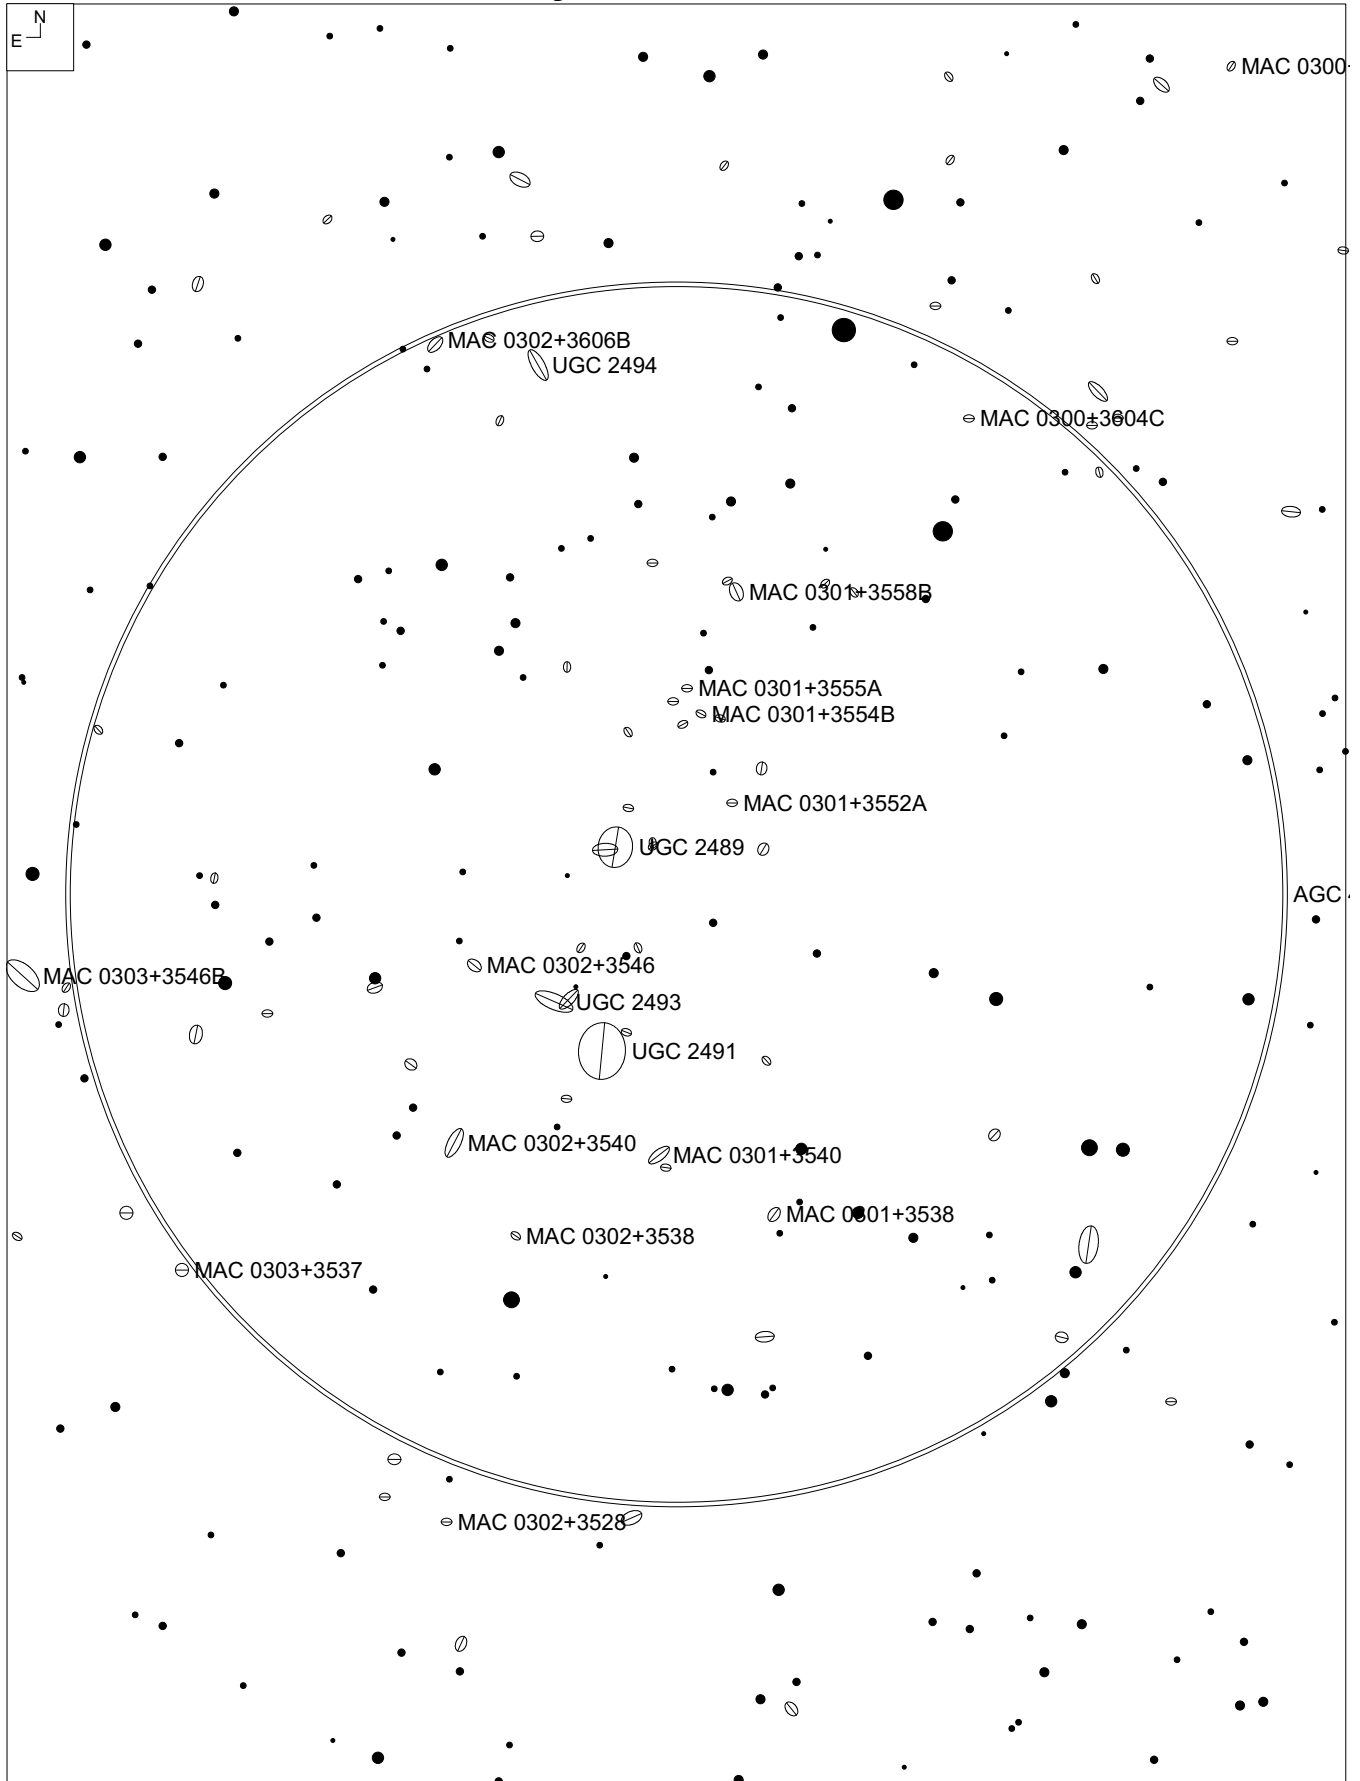 N
E
MAC 0300
MAC 0302+3606B
UGC 2494
MAC 0300+3604C
MAC 0301+3558B
MAC 0301+3555A
MAC 0301+3554B
MAC 0301+3552A
UGC 2489
AGC
MAC 0302+3546
MAC 0303+3546B
UGC 2493
UGC 2491
MAC 0302+3540
MAC 0301+3540
MAC 0301+3538
MAC 0302+3538
MAC 0303+3537
MAC 0302+3528